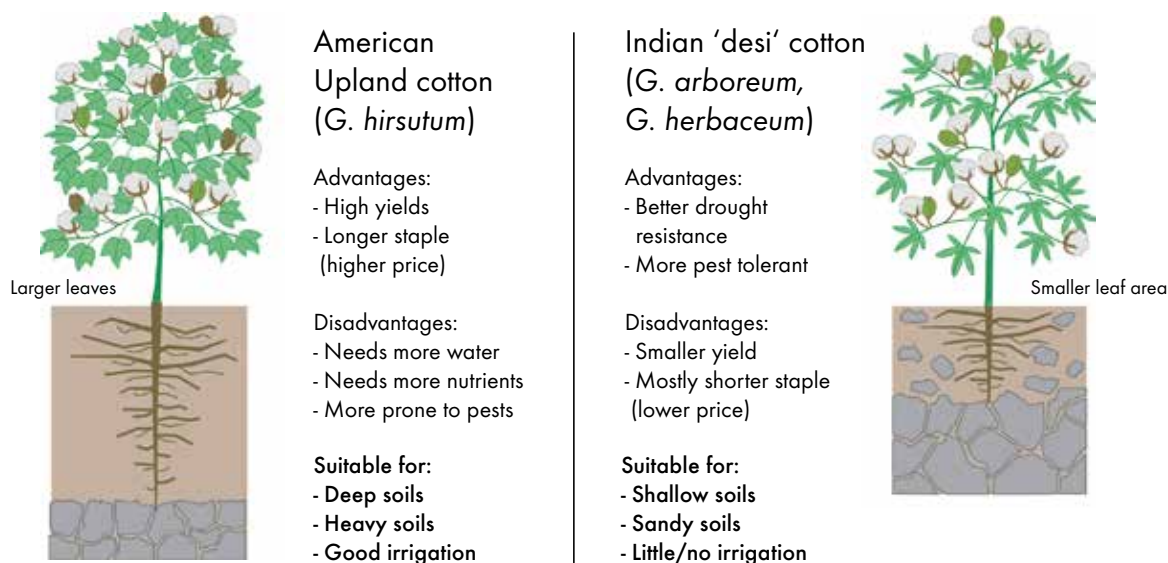 American
Upland cotton
(G. hirsutum)
Advantages:
- High yields
- Longer staple
(higher price)
Larger leaves
Disadvantages:
- Needs more water
- Needs more nutrients
- More prone to pests
Suitable for:
- Deep soils
- Heavy soils
- Good irrigation
Indian ‘desi‘ cotton
(G. arboreum,
G. herbaceum)
Advantages:
- Better drought
resistance
- More pest tolerant
Smaller leaf area
Disadvantages:
- Smaller yield
- Mostly shorter staple
(lower price)
Suitable for:
- Shallow soils
- Sandy soils
- Little/no irrigation